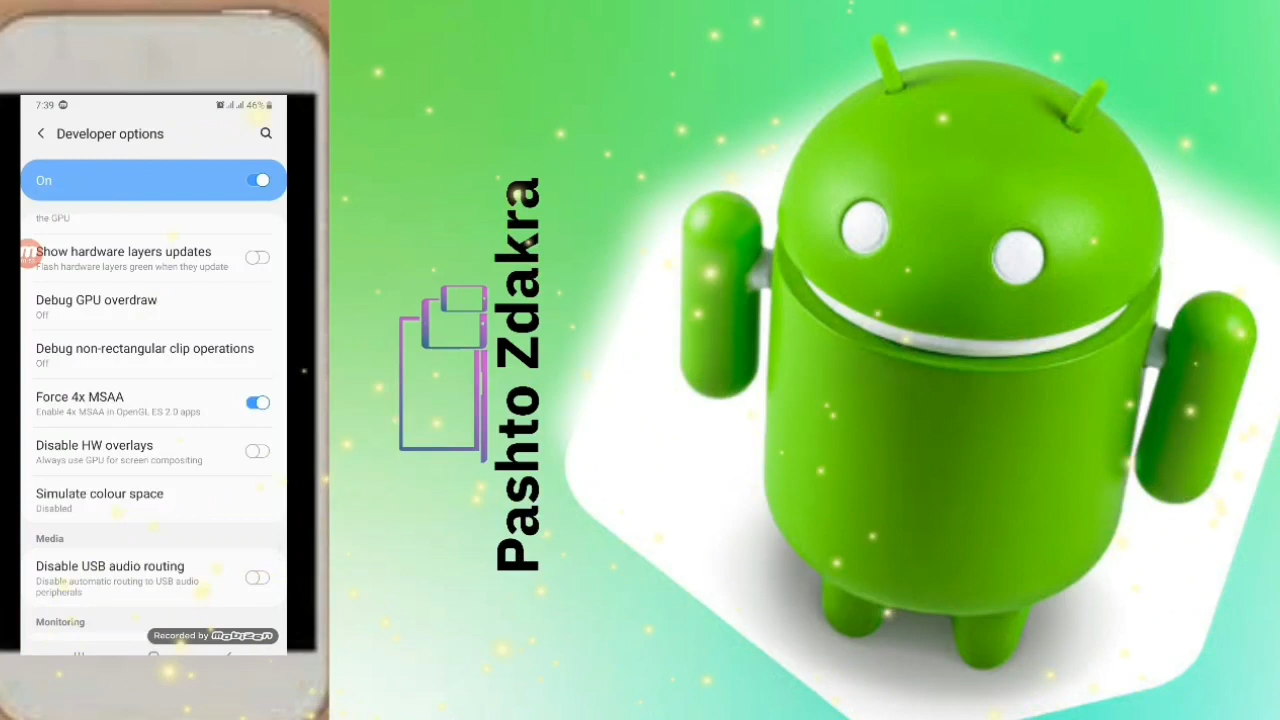 7:39
46%
Developer options
On
the GPU
Show hardware layers updates
Flash hardware layers green when they update
Debug GPU overdraw
Off
Debug non-rectangular clip operations
Off
Force 4x MSAA
Enable 4x MSAA in OpenGL ES 2.0 apps
Disable HW overlays
Always use GPU for screen compositing
Simulate colour space
Disabled
Media
Disable USB audio routing
Disable automatic routing to USB audio
peripherals
Monitoring
Recorded by mobizen
Pashto Zdakra